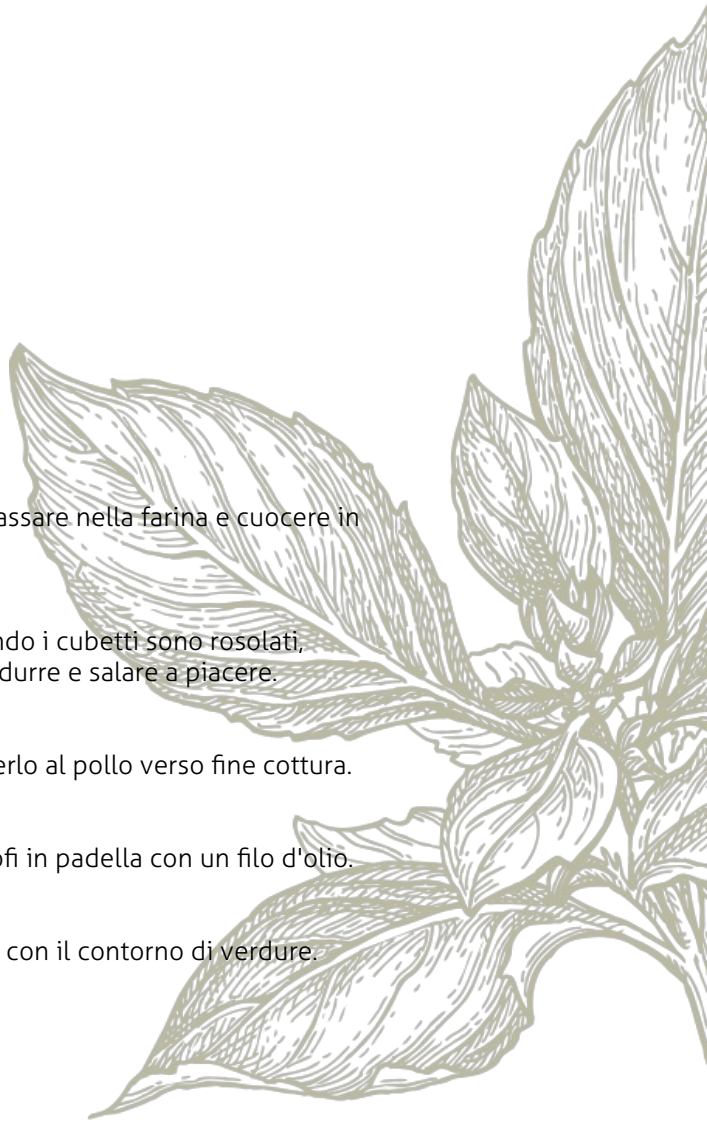 assare nella farina e cuocere in
ndo i cubetti sono rosolati,
durre e salare a piacere.
erlo al pollo verso fine cottura.
ofi in padella con un filo d'olio.
con il contorno di verdure.